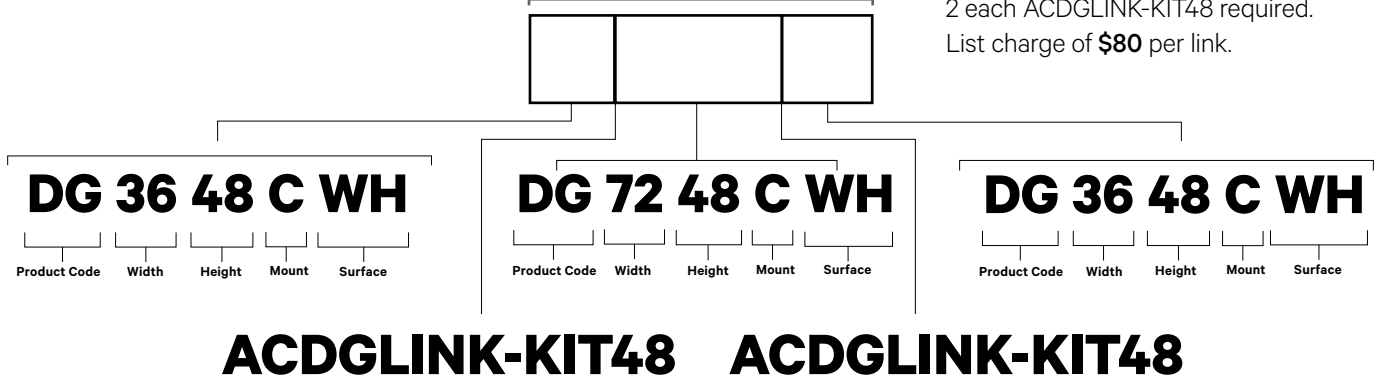 2 each ACDGLINK-KIT48 required.
List charge of $80 per link.
DG 36 48 C WH
Product Code Width Height Mount Surface
DG 72 48 C WH
Product Code Width Height Mount Surface
DG 36 48 C WH
Product Code Width Height Mount Surface
ACDGLINK-KIT48 ACDGLINK-KIT48